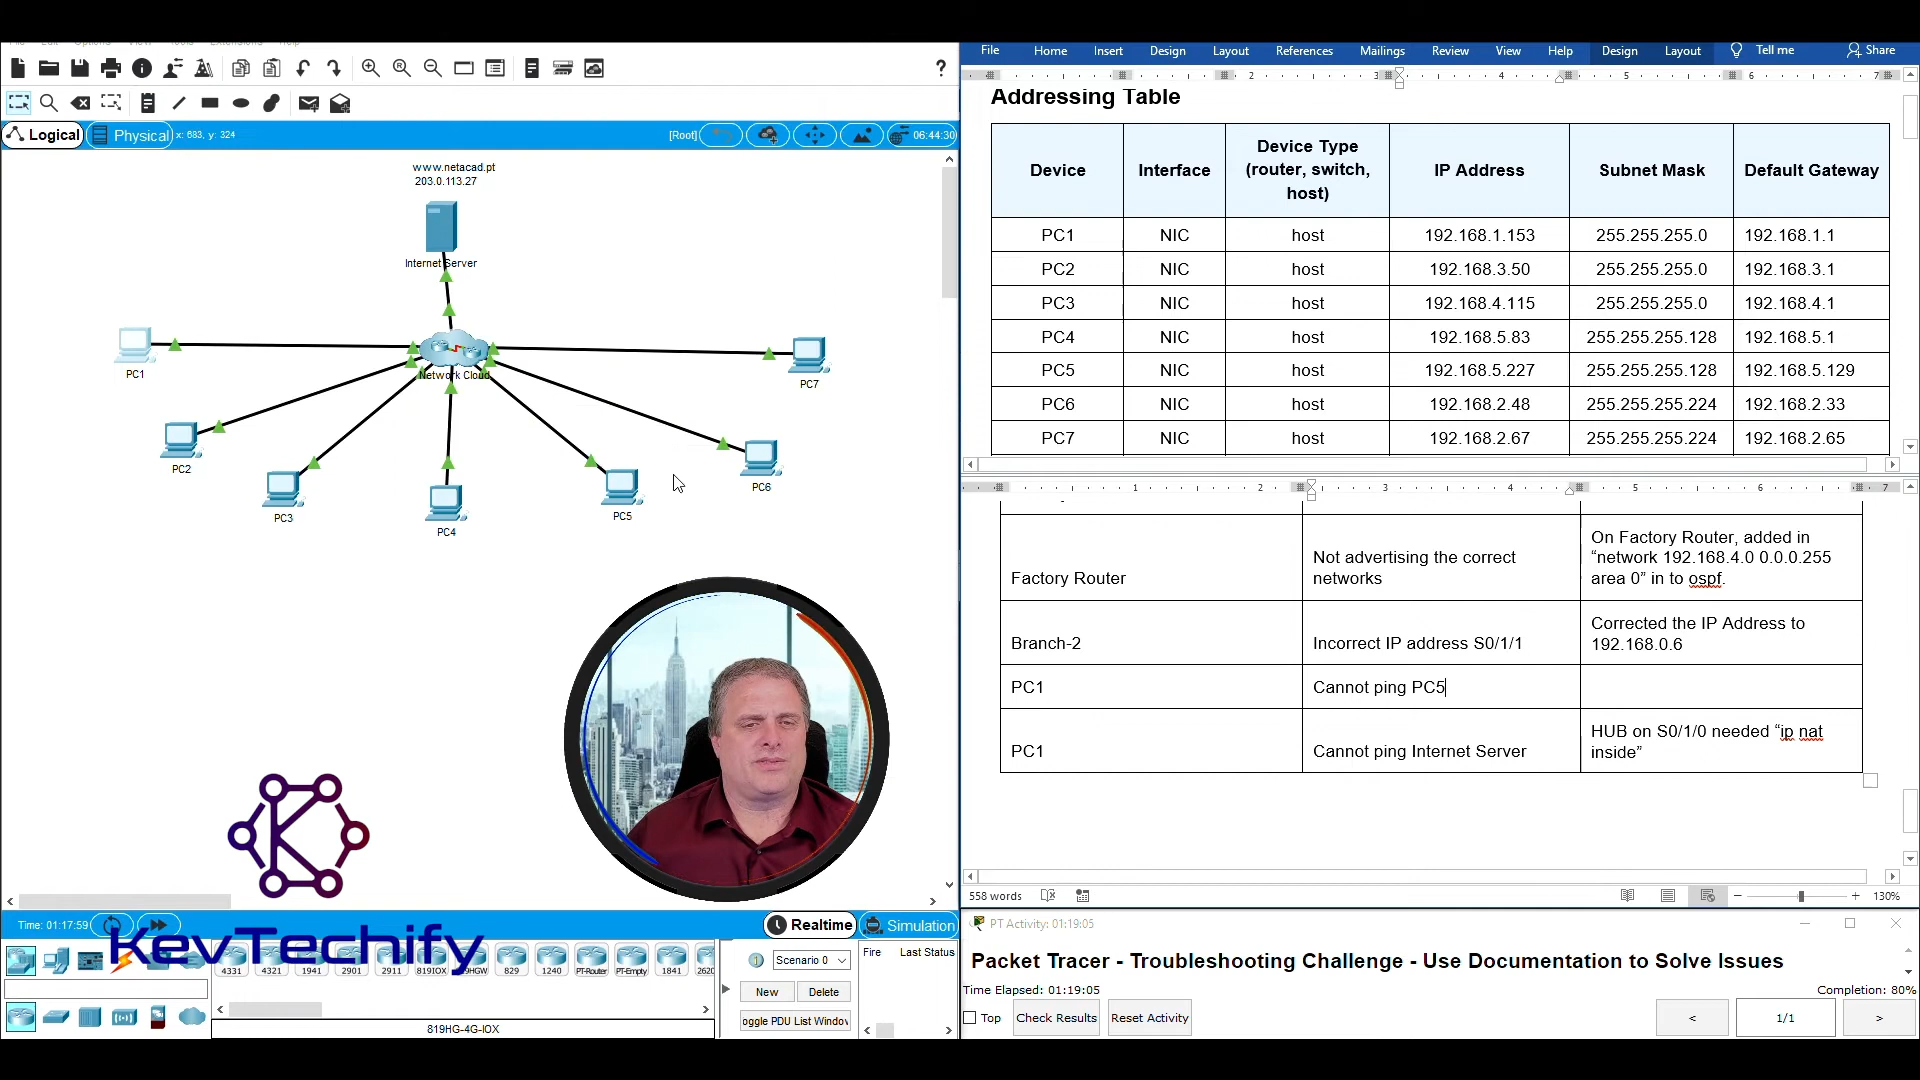 File Edit Options View Tools Extensions Help
Logical
Physical
x: 683, y: 324
[Root]
06:44:30
www.netacad.pt
203.0.113.27
Internet Server
Network Cloud
PC1
PC2
PC3
PC4
PC5
PC6
PC7
KevTechify
Time: 01:17:59
Realtime
Simulation
4331
4321
1941
2901
2911
819IOX
829
1240
PT-Router
PT-Empty
1841
819HG-4G-IOX
Scenario 0
New
Delete
Fire
Last Status
File Home Insert Design Layout References Mailings Review View Help Design Layout Tell me Share
Addressing Table
Device Interface Device Type (router, switch, host) IP Address Subnet Mask Default Gateway
PC1 NIC host 192.168.1.153 255.255.255.0 192.168.1.1
PC2 NIC host 192.168.3.50 255.255.255.0 192.168.3.1
PC3 NIC host 192.168.4.115 255.255.255.0 192.168.4.1
PC4 NIC host 192.168.5.83 255.255.255.128 192.168.5.1
PC5 NIC host 192.168.5.227 255.255.255.128 192.168.5.129
PC6 NIC host 192.168.2.48 255.255.255.224 192.168.2.33
PC7 NIC host 192.168.2.67 255.255.255.224 192.168.2.65
Factory Router
Not advertising the correct
networks
On Factory Router, added in
“network 192.168.4.0 0.0.0.255
area 0” in to ospf.
Branch-2
Incorrect IP address S0/1/1
Corrected the IP Address to
192.168.0.6
PC1
Cannot ping PC5
PC1
Cannot ping Internet Server
HUB on S0/1/0 needed “ip nat
inside”
558 words
130%
PT Activity: 01:19:05
Packet Tracer - Troubleshooting Challenge - Use Documentation to Solve Issues
Time Elapsed: 01:19:05
Completion: 80%
Top
Check Results
Reset Activity
<
1/1
>